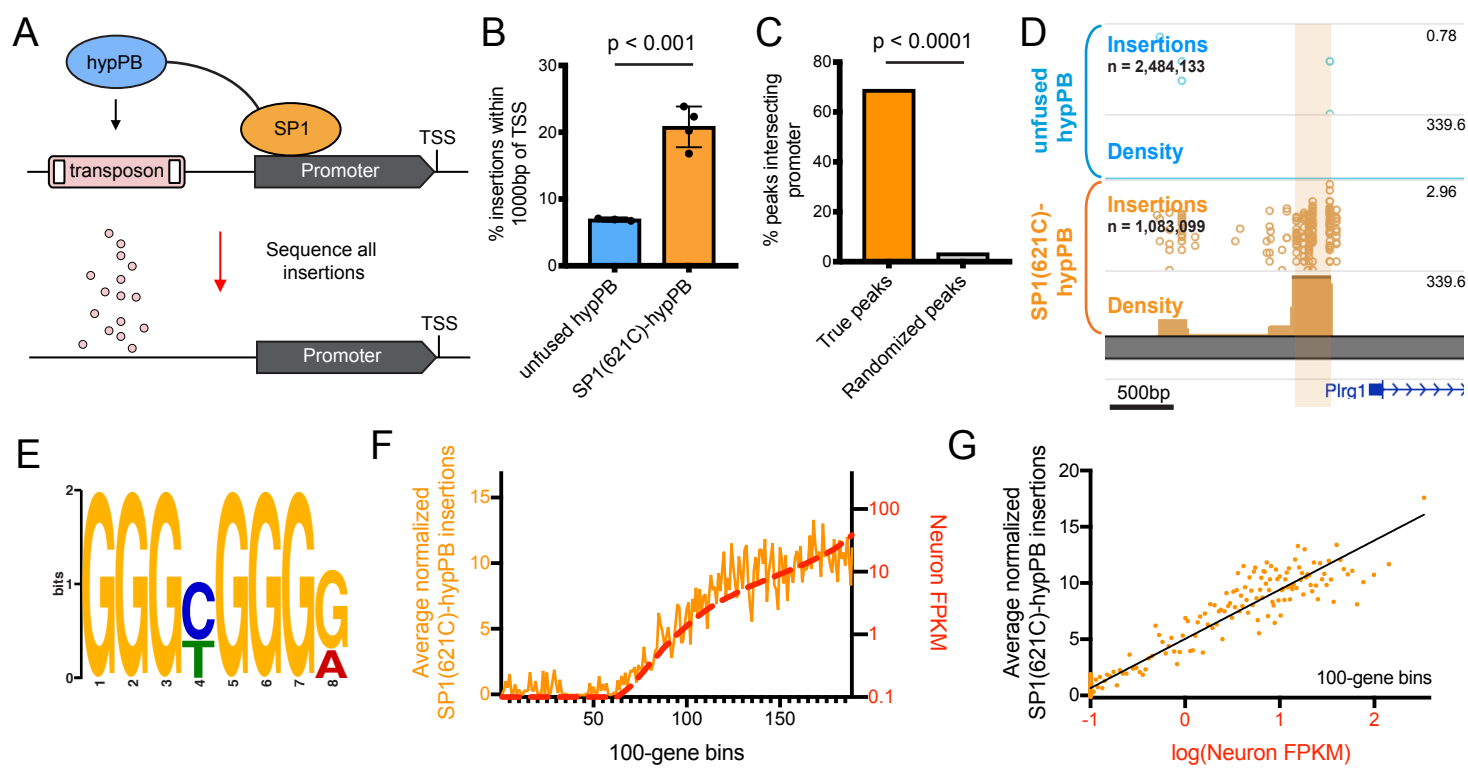 A
hypPB
SP1
TSS
transposon
Promoter
Sequence all
insertions
TSS
Promoter
B
p < 0.001
% insertions within
1000bp of TSS
30
20
10
0
unfused hypPB
SP1(621C)-hypPB
C
p < 0.0001
% peaks intersecting
promoter
80
60
40
20
0
True peaks
Randomized peaks
D
unfused
hypPB
Insertions
n = 2,484,133
0.78
Density
339.6
SP1(621C)-
hypPB
Insertions
n = 1,083,099
2.96
Density
339.6
Plrg1
500bp
E
bits
2
1
0
GGGCGGGG
TA
1 2 3 4 5 6 7 8
F
Average normalized
SP1(621C)-hypPB insertions
15
10
5
0
100
10
1
0.1
Neuron FPKM
50 100 150
100-gene bins
G
Average normalized
SP1(621C)-hypPB insertions
20
15
10
5
0
100-gene bins
-1 0 1 2
log(Neuron FPKM)